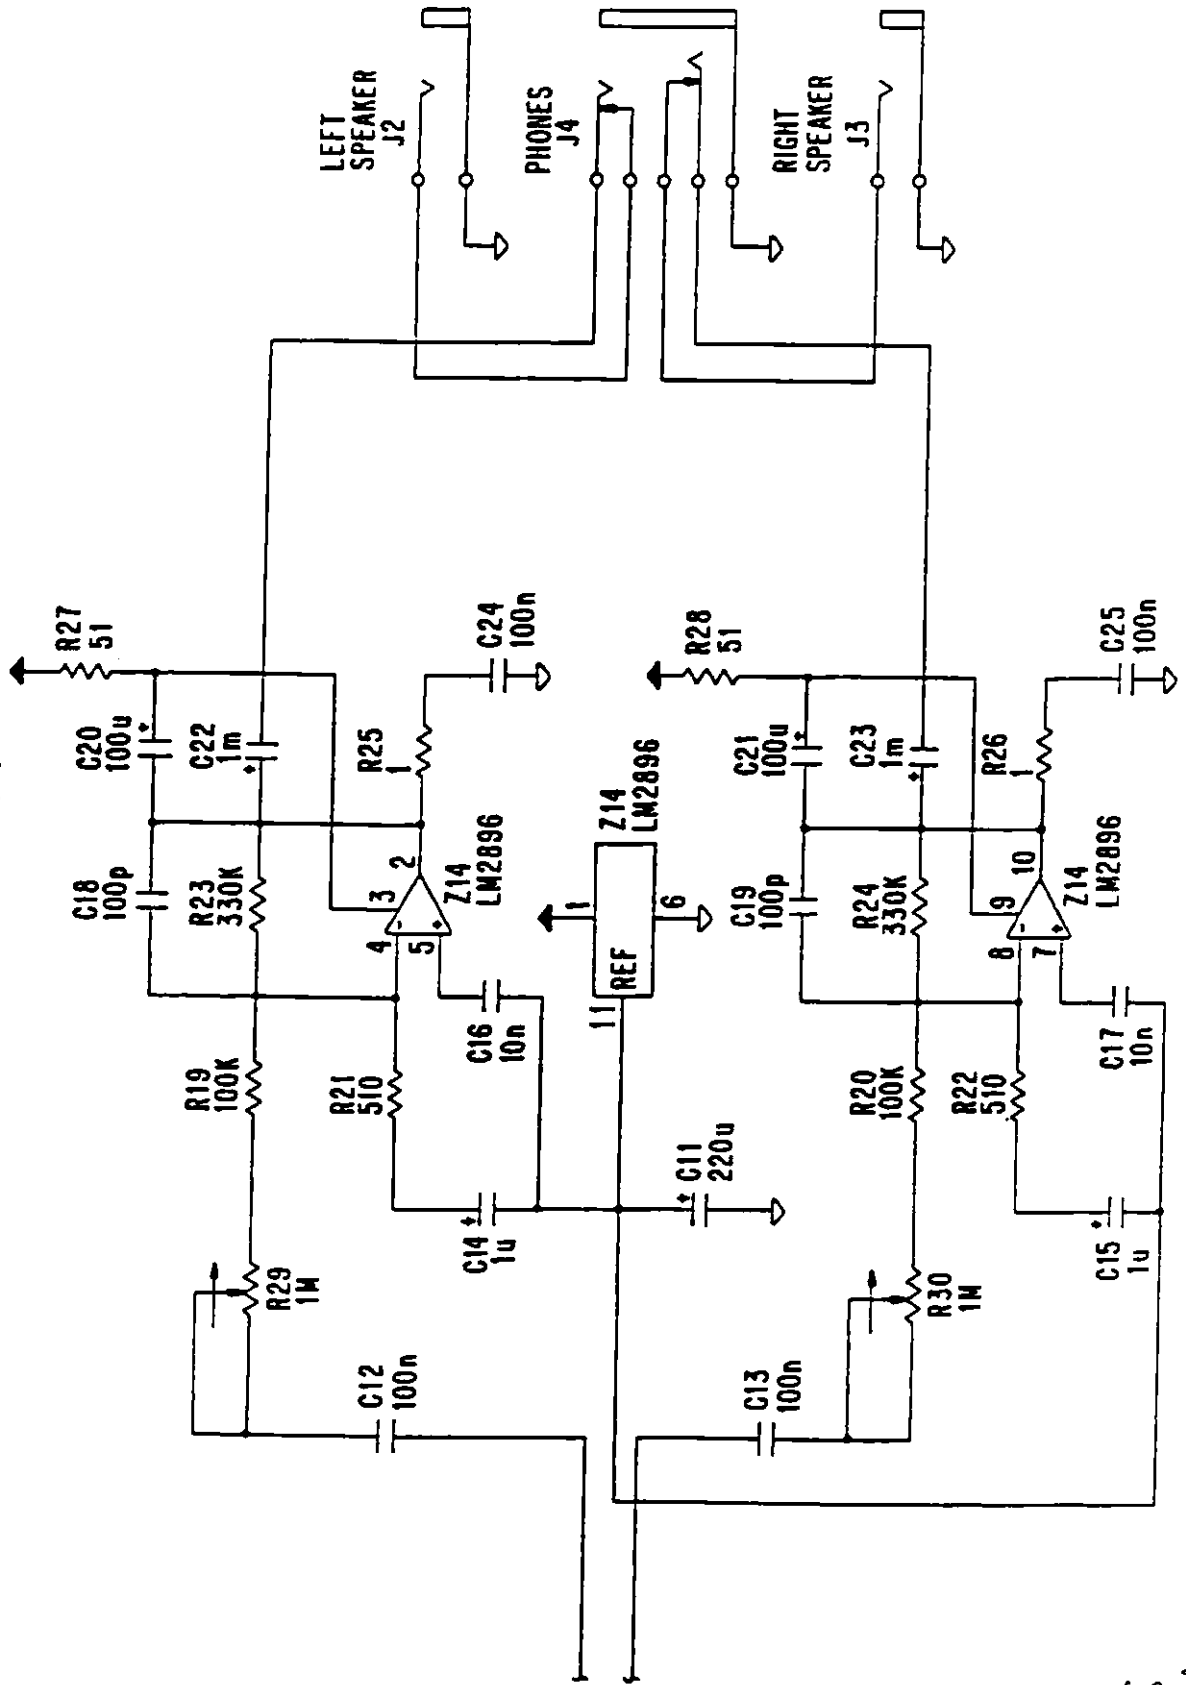 LEFT
SPEAKER
J2
PHONES
J4
RIGHT
SPEAKER
J3
R27
51
C20
100u
+
C22
1m
+
C18
100p
R23
330K
R25
1
C24
100n
2
3
4
5
-
+
Z14
LM2896
R19
100K
R21
510
C16
10n
R29
1M
C14
1u
+
C12
100n
Z14
LM2896
1
6
11
REF
C11
220u
+
R28
51
C21
100u
+
C23
1m
+
C19
100p
R24
330K
R26
1
C25
100n
10
9
8
7
-
+
Z14
LM2896
R20
100K
R22
510
C17
10n
R30
1M
C15
1u
+
C13
100n